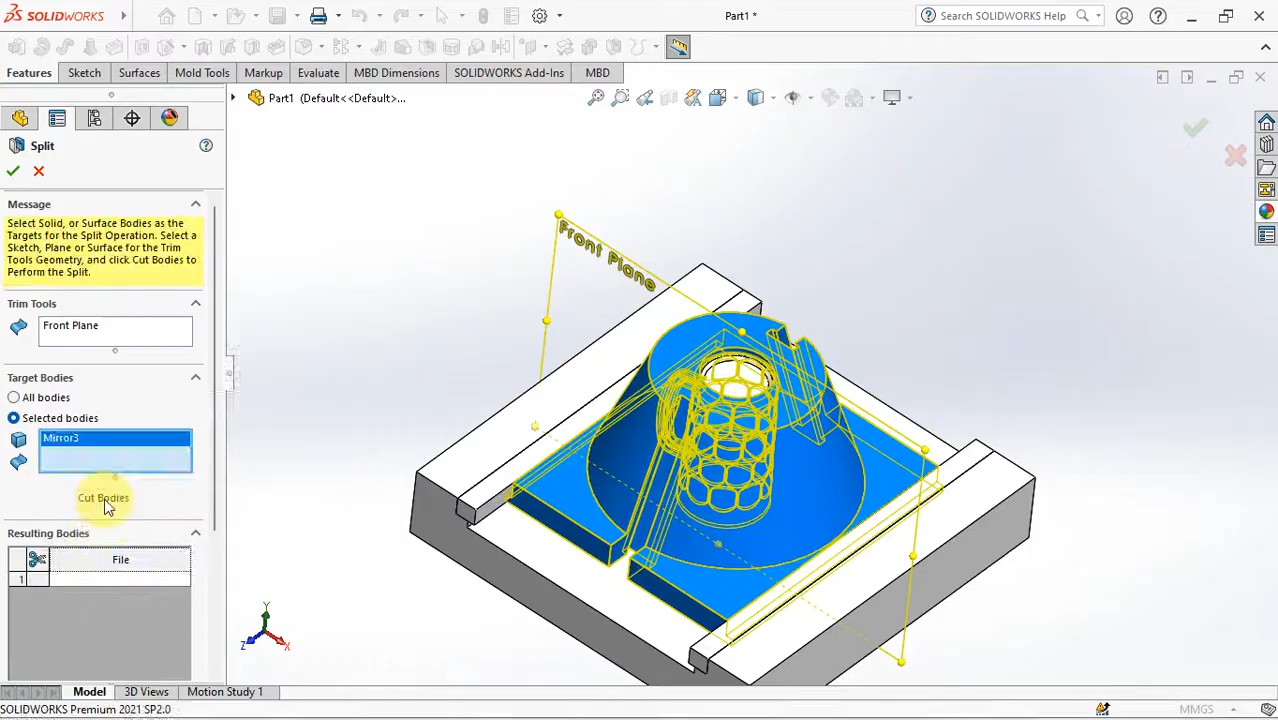 SOLIDWORKS
Part1 *
Search SOLIDWORKS Help
Features
Sketch
Surfaces
Mold Tools
Markup
Evaluate
MBD Dimensions
SOLIDWORKS Add-Ins
MBD
Part1 (Default<<Default>...
Split
Message
Select Solid, or Surface Bodies as the
Targets for the Split Operation. Select a
Sketch, Plane or Surface for the Trim
Tools Geometry, and click Cut Bodies to
Perform the Split.
Trim Tools
Front Plane
Target Bodies
All bodies
Selected bodies
Mirror3
Cut Bodies
Resulting Bodies
File
1
Front Plane
Y
Z
X
Model
3D Views
Motion Study 1
SOLIDWORKS Premium 2021 SP2.0
MMGS